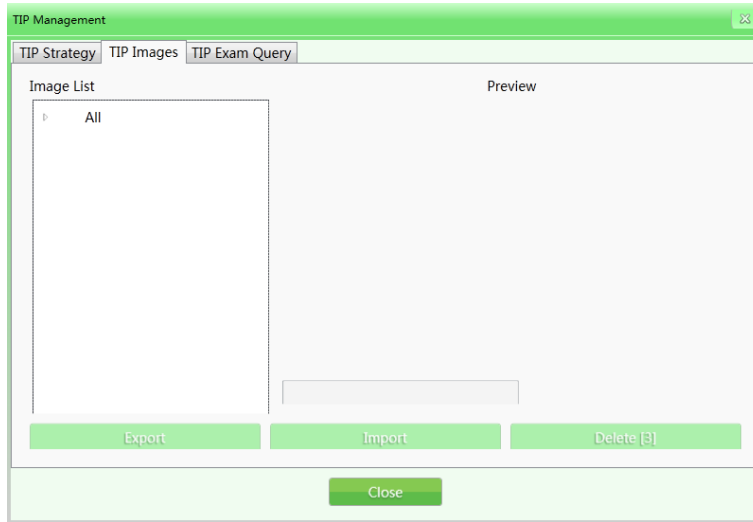 TIP Management
TIP Strategy TIP Images TIP Exam Query
Image List Preview
All
Export Import Delete [3]
Close